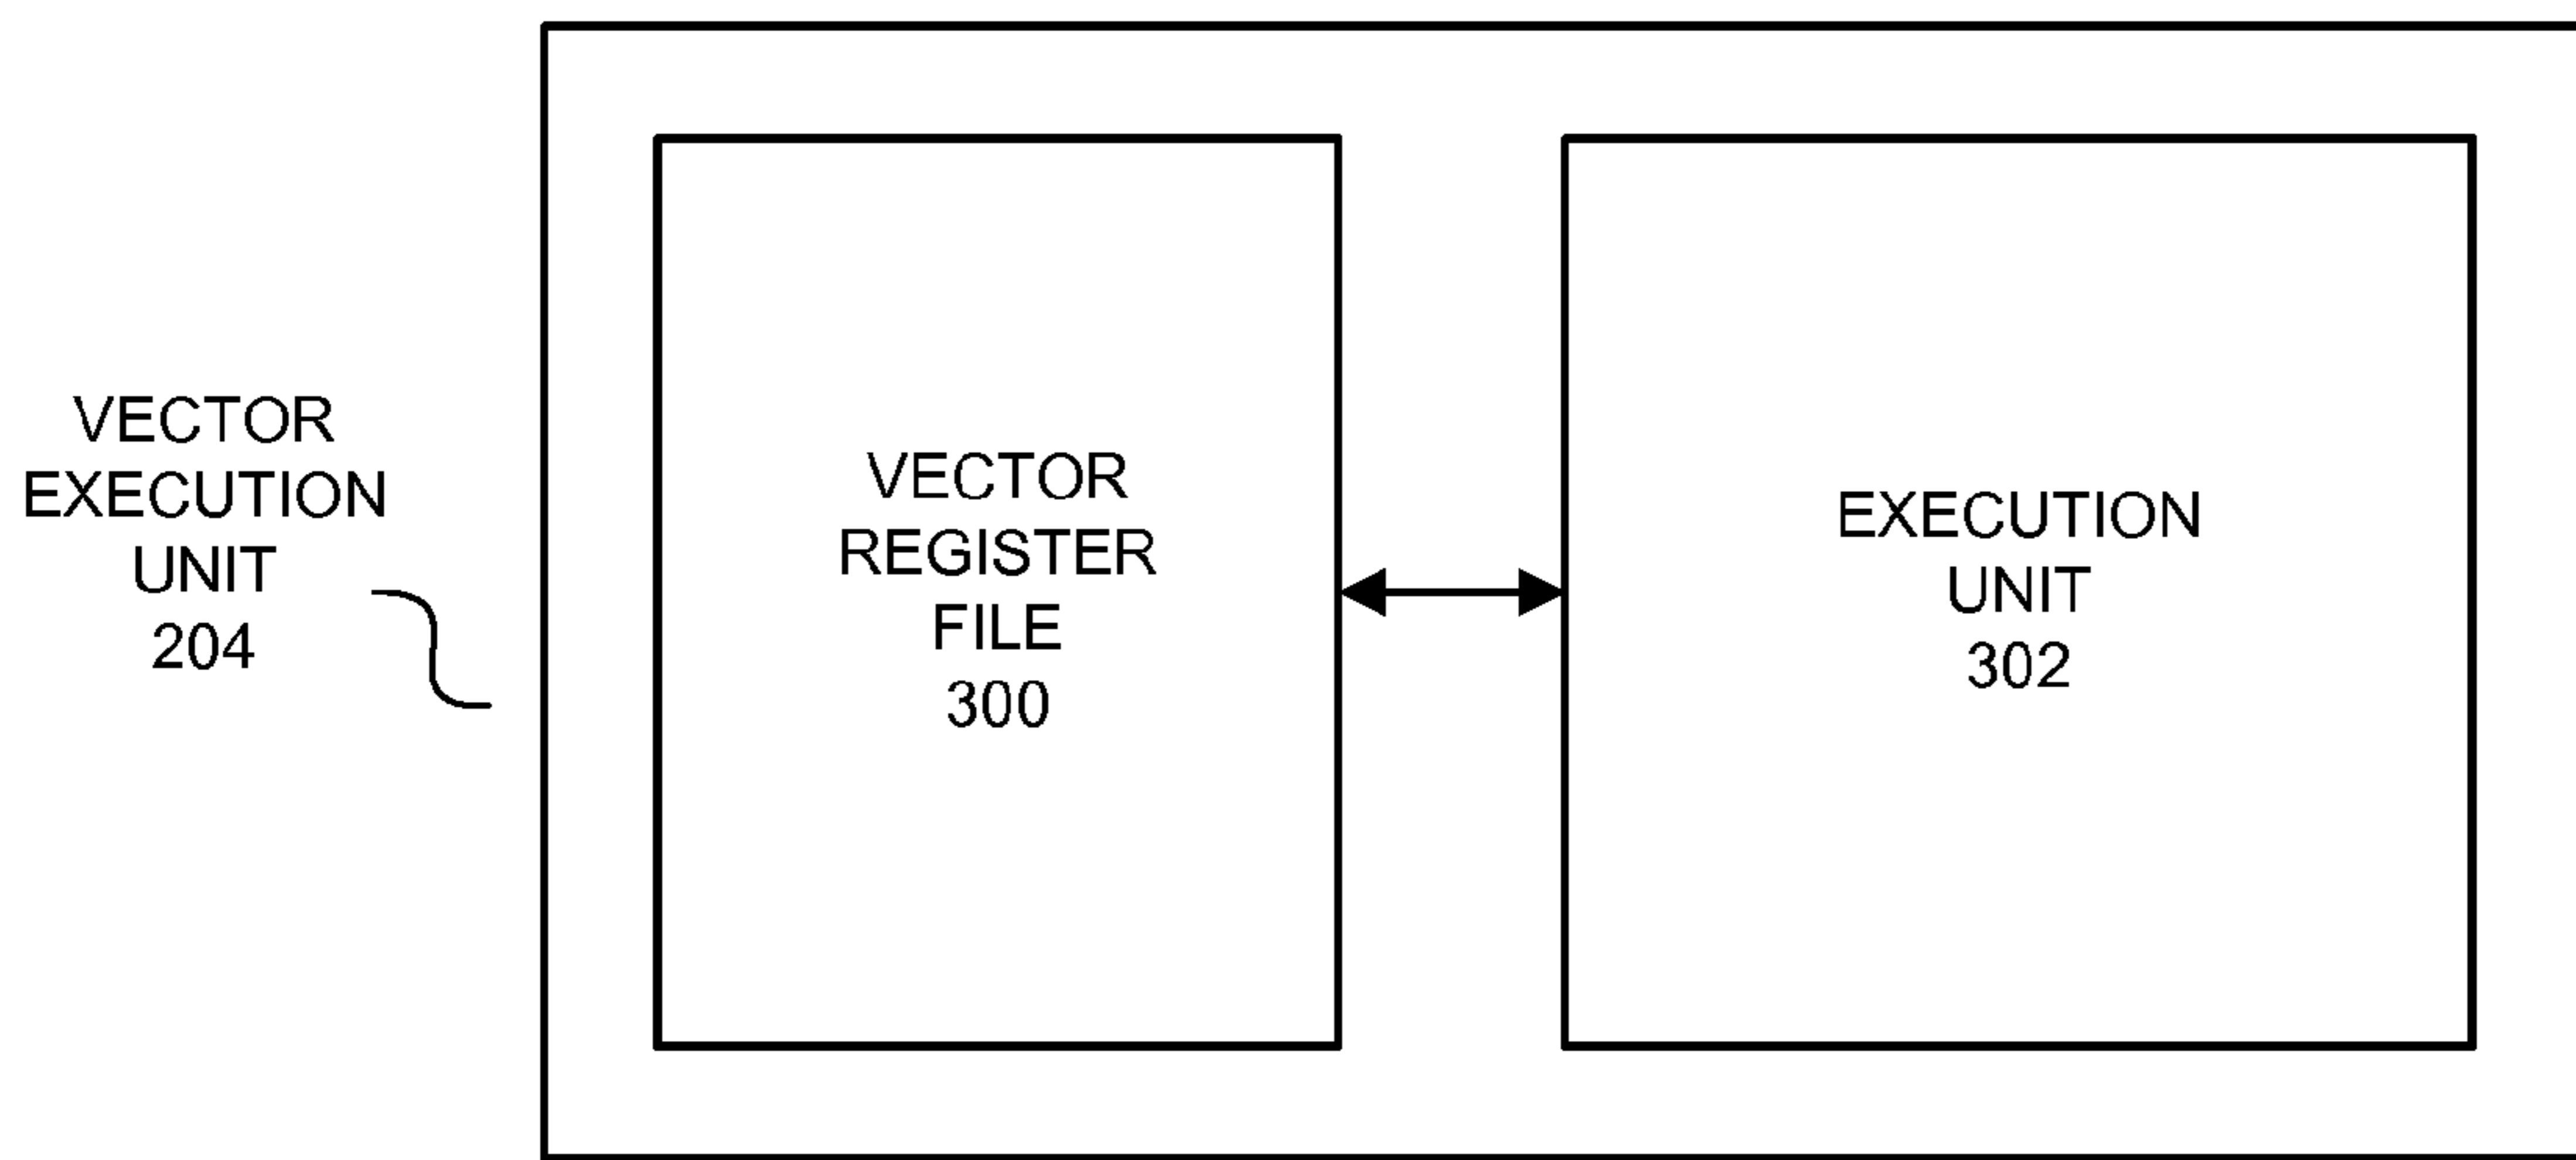 VECTOR
EXECUTION
UNIT
204
VECTOR
REGISTER
FILE
300
EXECUTION
UNIT
302